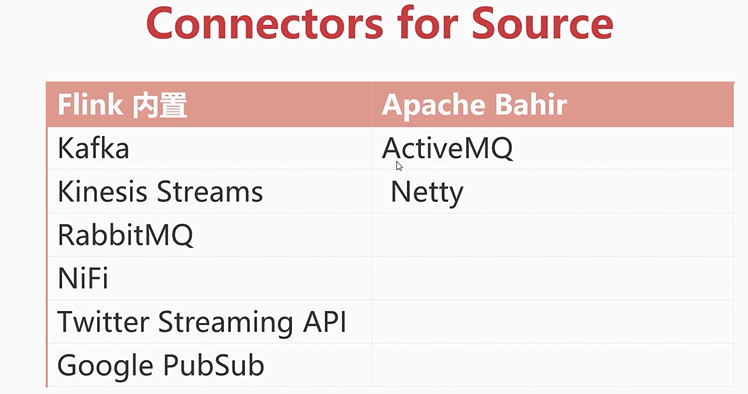 Connectors for Source
Flink 内置 Apache Bahir
Kafka ActiveMQ
Kinesis Streams Netty
RabbitMQ
NiFi
Twitter Streaming API
Google PubSub